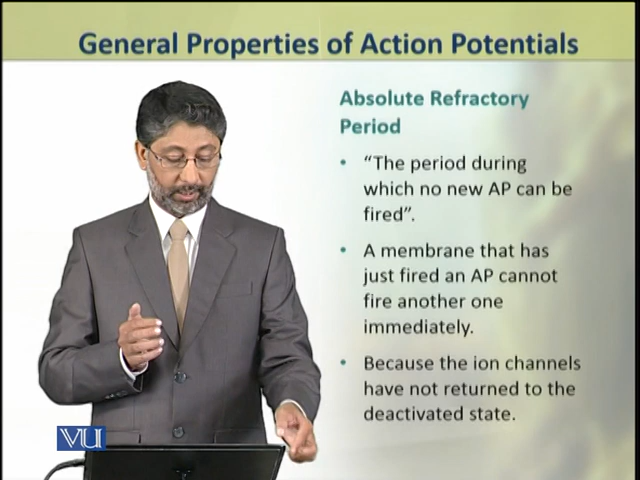 General Properties of Action Potentials
Absolute Refractory
Period
• “The period during
which no new AP can be
fired”.
• A membrane that has
just fired an AP cannot
fire another one
immediately.
• Because the ion channels
have not returned to the
deactivated state.
VU